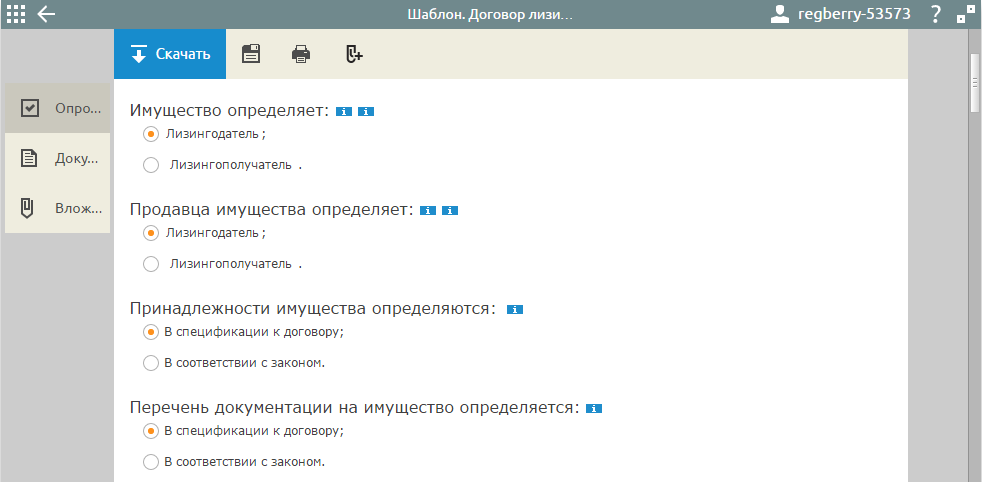 Шаблон. Договор лизи...
regberry-53573
?
Скачать
Опро...
Доку...
Влож...
Имущество определяет:
Лизингодатель ;
Лизингополучатель .
Продавца имущества определяет:
Лизингодатель ;
Лизингополучатель .
Принадлежности имущества определяются:
В спецификации к договору;
В соответствии с законом.
Перечень документации на имущество определяется:
В спецификации к договору;
В соответствии с законом.